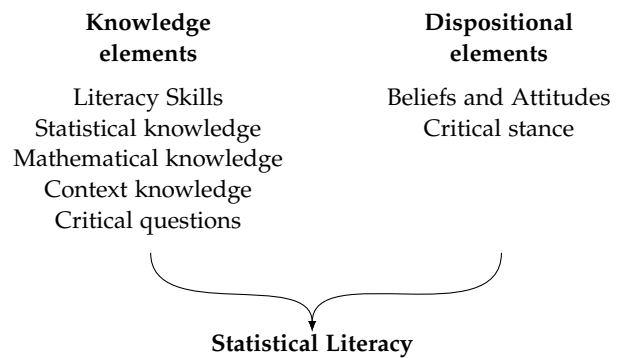 Knowledge
elements
Literacy Skills
Statistical knowledge
Mathematical knowledge
Context knowledge
Critical questions
Dispositional
elements
Beliefs and Attitudes
Critical stance
Statistical Literacy